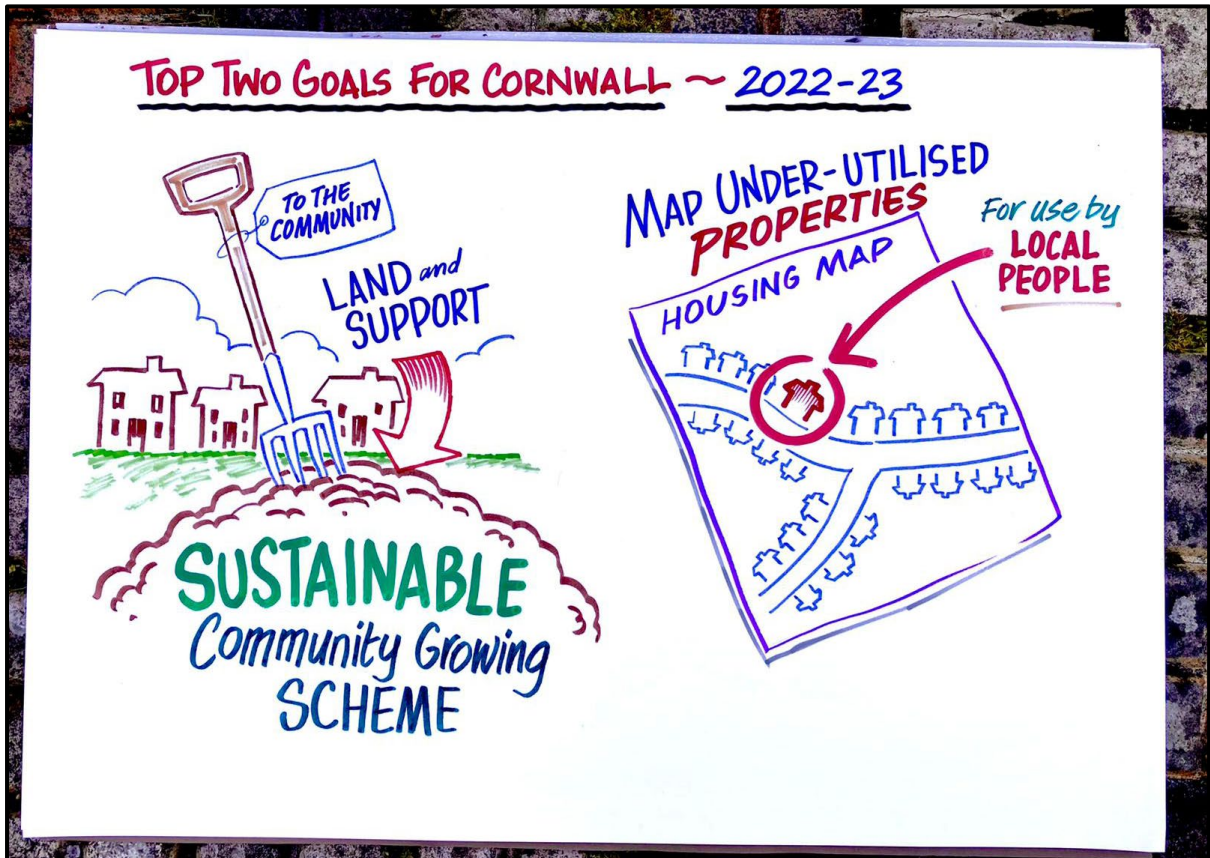 TOP TWO GOALS FOR CORNWALL ~ 2022-23
TO THE
COMMUNITY
LAND and
SUPPORT
SUSTAINABLE
Community Growing
SCHEME
MAP UNDER-UTILISED
PROPERTIES
HOUSING MAP
For use by
LOCAL
PEOPLE